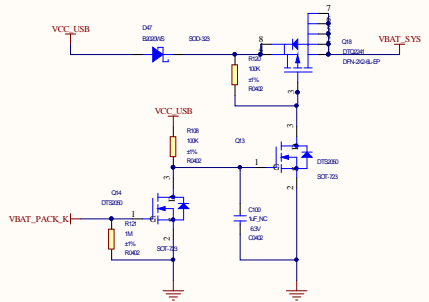 VCC_USB
D47
B2020WS
SOD-323
7
8
Q18
DTQ2241
DFN-2X2-6L-EP
VBAT_SYS
R120
100K
±1%
R0402
3
VCC_USB
R108
100K
±1%
R0402
Q13
3
1
G
DTS2050
SOT-723
2
Q14
DTS2050
3
VBAT_PACK_K
1
G
R121
1M
±1%
R0402
2
SOT-723
C100
1uF_NC
6.3V
C0402